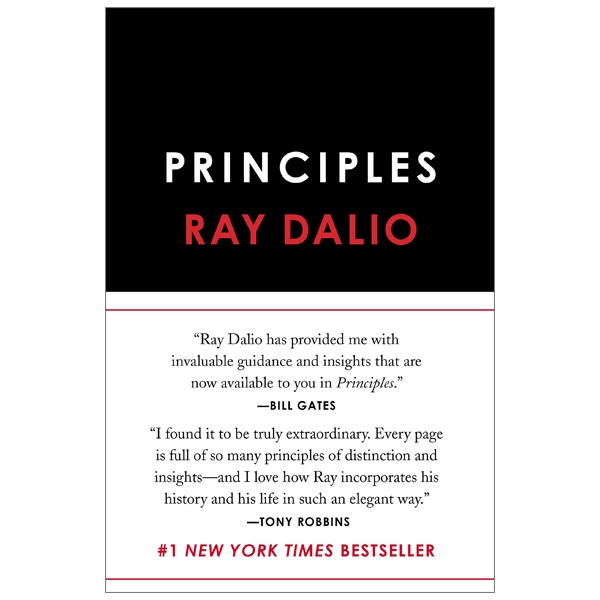 PRINCIPLES
RAY DALIO
“Ray Dalio has provided me with
invaluable guidance and insights that are
now available to you in Principles.”
—BILL GATES
“I found it to be truly extraordinary. Every page
is full of so many principles of distinction and
insights—and I love how Ray incorporates his
history and his life in such an elegant way.”
—TONY ROBBINS
#1 NEW YORK TIMES BESTSELLER